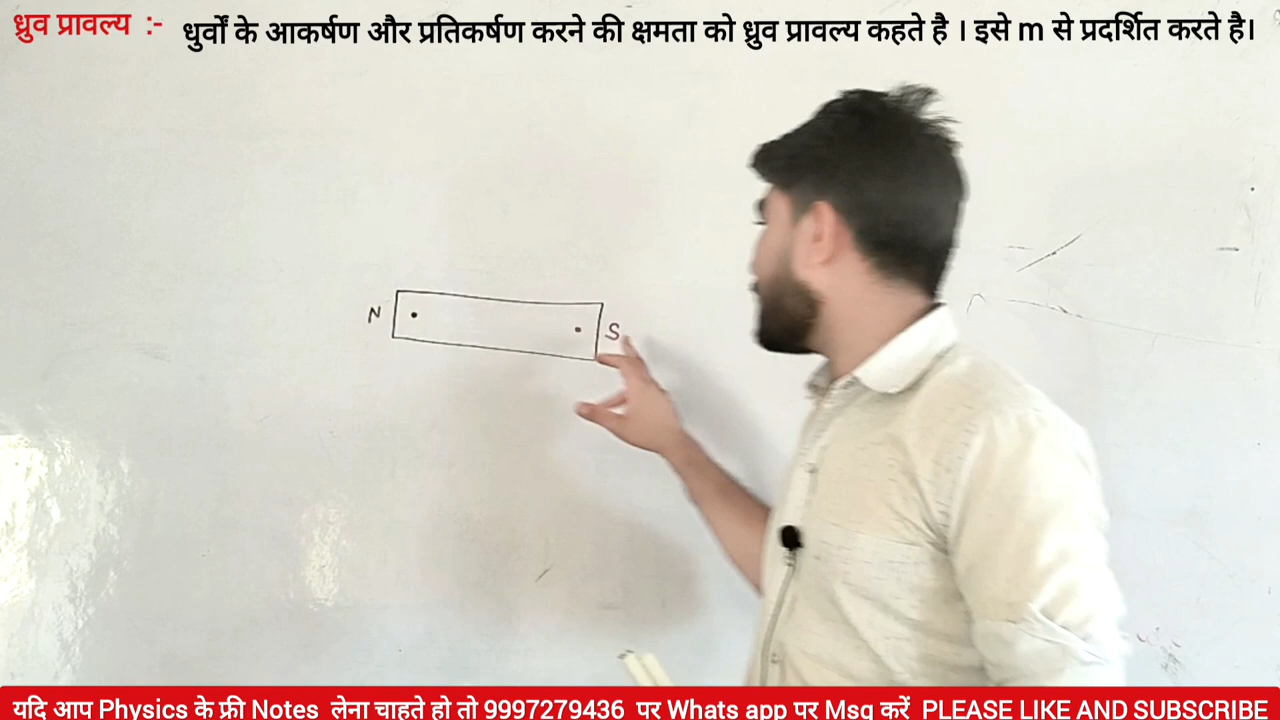 ध्रुव प्रावल्य :- धुर्वों के आकर्षण और प्रतिकर्षण करने की क्षमता को ध्रुव प्रावल्य कहते है । इसे m से प्रदर्शित करते है।
N S
यदि आप Physics के फ्री Notes लेना चाहते हो तो 9997279436 पर Whats app पर Msg करें PLEASE LIKE AND SUBSCRIBE